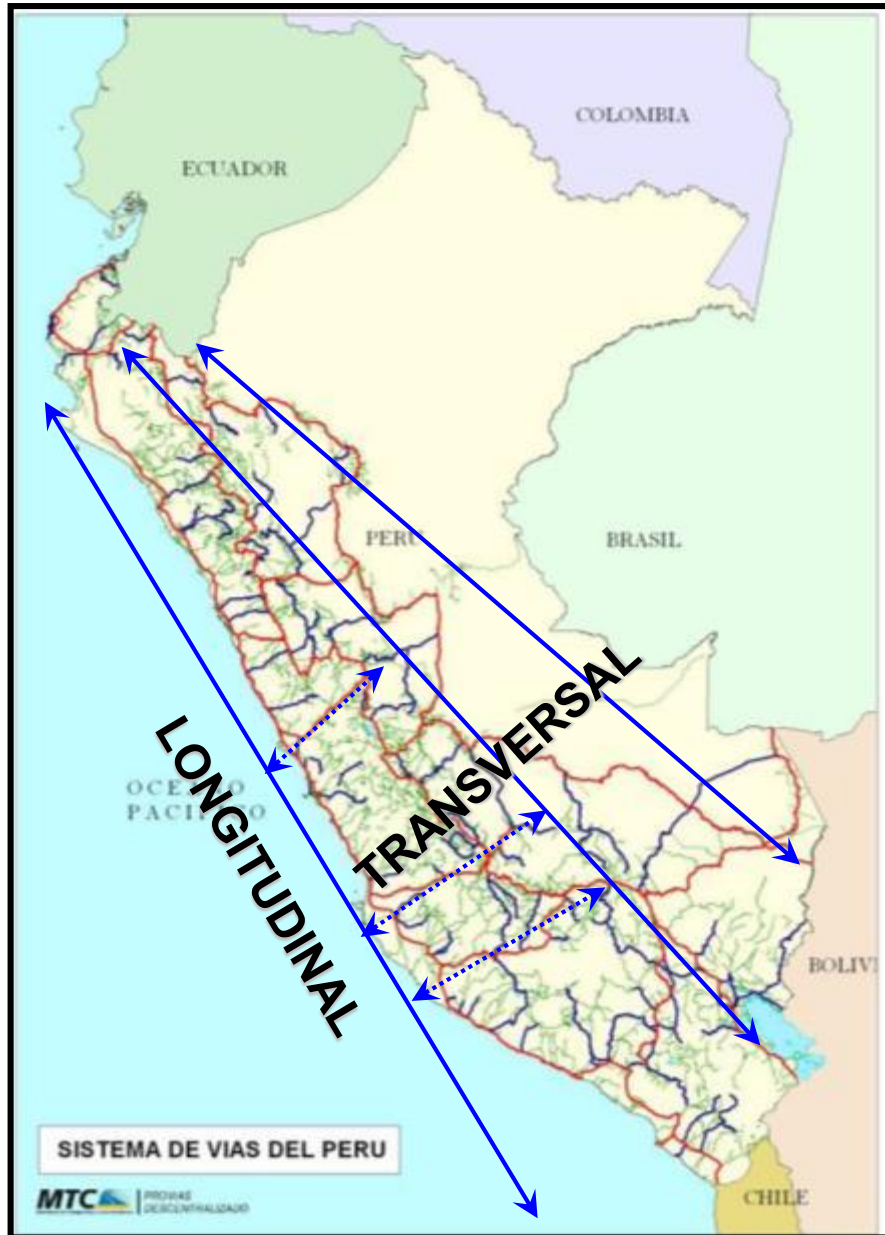 COLOMBIA
ECUADOR
PERU
BRASIL
TRANSVERSAL
LONGITUDINAL
OCEANO
PACIFICO
BOLIVI
SISTEMA DE VIAS DEL PERU
MTC PROVIAS
DESCENTRALIZADO
CHILE